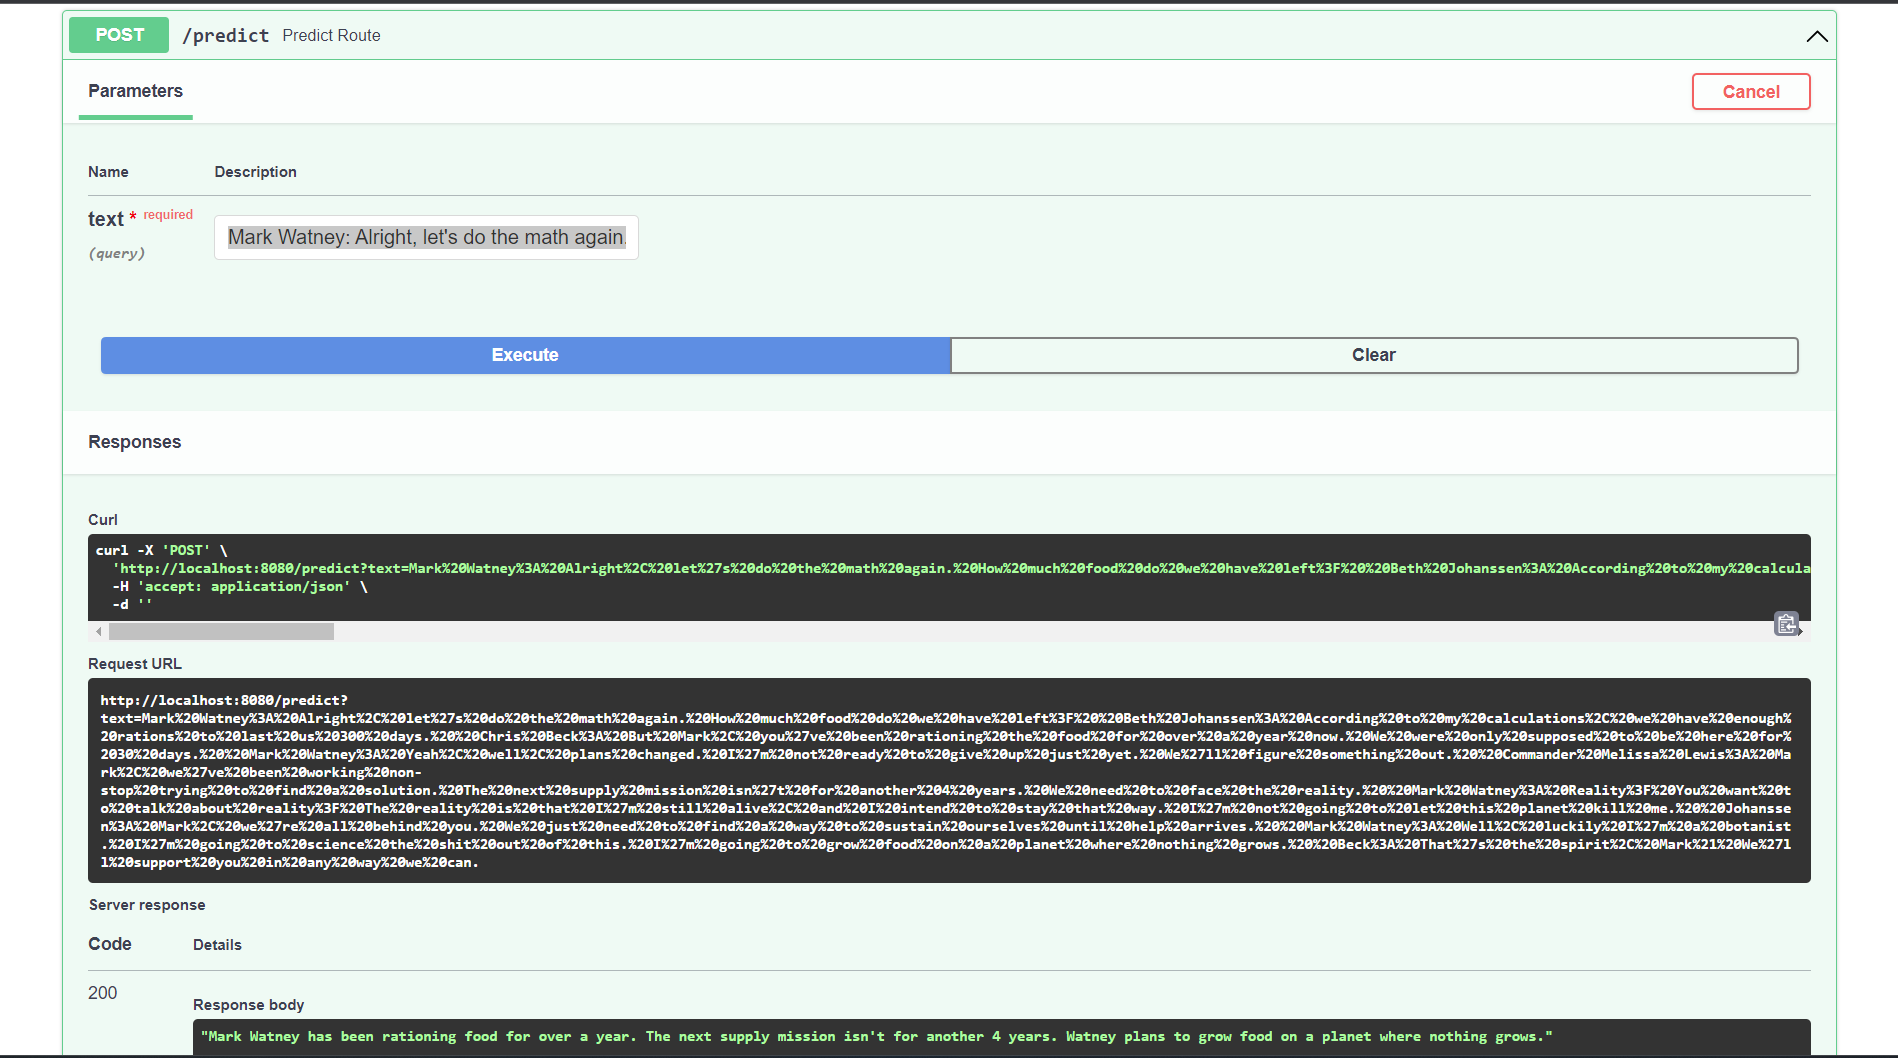 POST /predict Predict Route
Parameters
Cancel
Name Description
text * required
Mark Watney: Alright, let's do the math again.
(query)
Execute
Clear
Responses
Curl
curl -X 'POST' \
'http://localhost:8080/predict?text=Mark%20Watney%3A%20Alright%2C%20let%27s%20do%20the%20math%20again.%20How%20much%20food%20do%20we%20have%20left%3F%20%20Beth%20Johanssen%3A%20According%20to%20my%20calcula
-H 'accept: application/json' \
-d ''
Request URL
http://localhost:8080/predict?
text=Mark%20Watney%3A%20Alright%2C%20let%27s%20do%20the%20math%20again.%20How%20much%20food%20do%20we%20have%20left%3F%20%20Beth%20Johanssen%3A%20According%20to%20my%20calculations%2C%20we%20have%20enough%
20rations%20to%20last%20us%20300%20days.%20%20Chris%20Beck%3A%20But%20Mark%2C%20you%27ve%20been%20rationing%20the%20food%20for%20over%20a%20year%20now.%20We%20were%20only%20supposed%20to%20be%20here%20for%
2030%20days.%20%20Mark%20Watney%3A%20Yeah%2C%20well%2C%20plans%20changed.%20I%27m%20not%20ready%20to%20give%20up%20just%20yet.%20We%27ll%20figure%20something%20out.%20%20Commander%20Melissa%20Lewis%3A%20Ma
rk%2C%20we%27ve%20been%20working%20non-
stop%20trying%20to%20find%20a%20solution.%20The%20next%20supply%20mission%20isn%27t%20for%20another%204%20years.%20We%20need%20to%20face%20the%20reality.%20%20Mark%20Watney%3A%20Reality%3F%20You%20want%20t
o%20talk%20about%20reality%3F%20The%20reality%20is%20that%20I%27m%20still%20alive%2C%20and%20I%20intend%20to%20stay%20that%20way.%20I%27m%20not%20going%20to%20let%20this%20planet%20kill%20me.%20%20Johansse
n%3A%20Mark%2C%20we%27re%20all%20behind%20you.%20We%20just%20need%20to%20find%20a%20way%20to%20sustain%20ourselves%20until%20help%20arrives.%20%20Mark%20Watney%3A%20Well%2C%20luckily%20I%27m%20a%20botanist
.%20I%27m%20going%20to%20science%20the%20shit%20out%20of%20this.%20I%27m%20going%20to%20grow%20food%20on%20a%20planet%20where%20nothing%20grows.%20%20Beck%3A%20That%27s%20the%20spirit%2C%20Mark%21%20We%27l
l%20support%20you%20in%20any%20way%20we%20can.
Server response
Code Details
200
Response body
"Mark Watney has been rationing food for over a year. The next supply mission isn't for another 4 years. Watney plans to grow food on a planet where nothing grows."